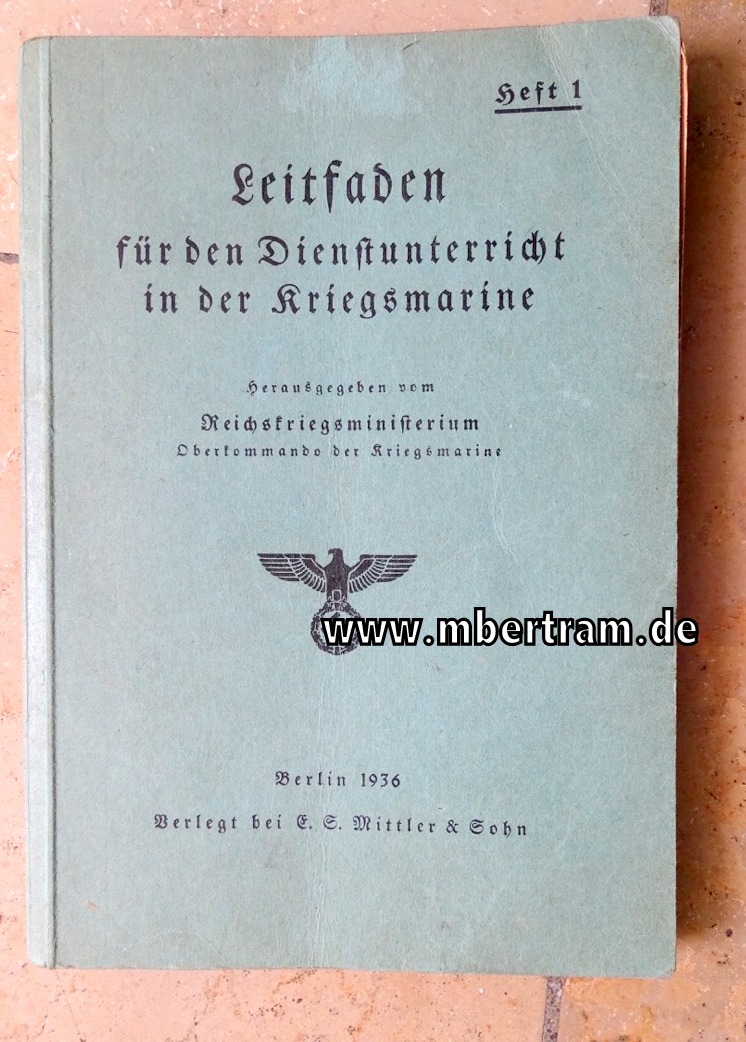 Heft 1
Leitfaden
für den Dienstunterricht
in der Kriegsmarine
Herausgegeben vom
Reichskriegsministerium
Oberkommando der Kriegsmarine
www.mbertram.de
Berlin 1936
Verlegt bei E. S. Mittler & Sohn